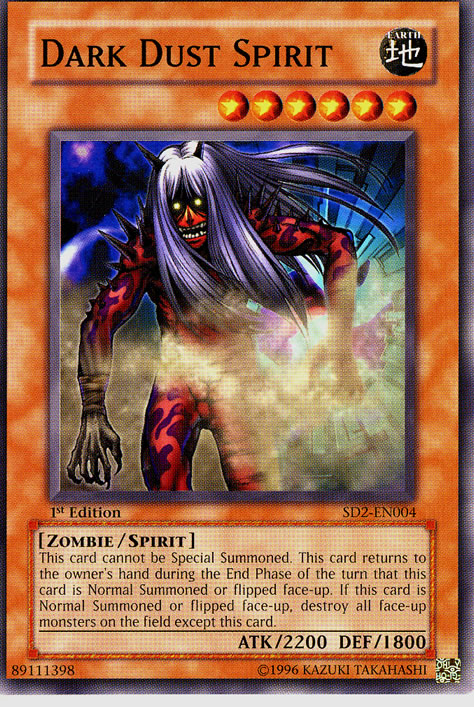 DARK DUST SPIRIT
EARTH
地
1st Edition
SD2-EN004
[ZOMBIE/SPIRIT]
This card cannot be Special Summoned. This card returns to
the owner's hand during the End Phase of the turn that this
card is Normal Summoned or flipped face-up. If this card is
Normal Summoned or flipped face-up, destroy all face-up
monsters on the field except this card.
ATK/2200 DEF/1800
89111398
©1996 KAZUKI TAKAHASHI